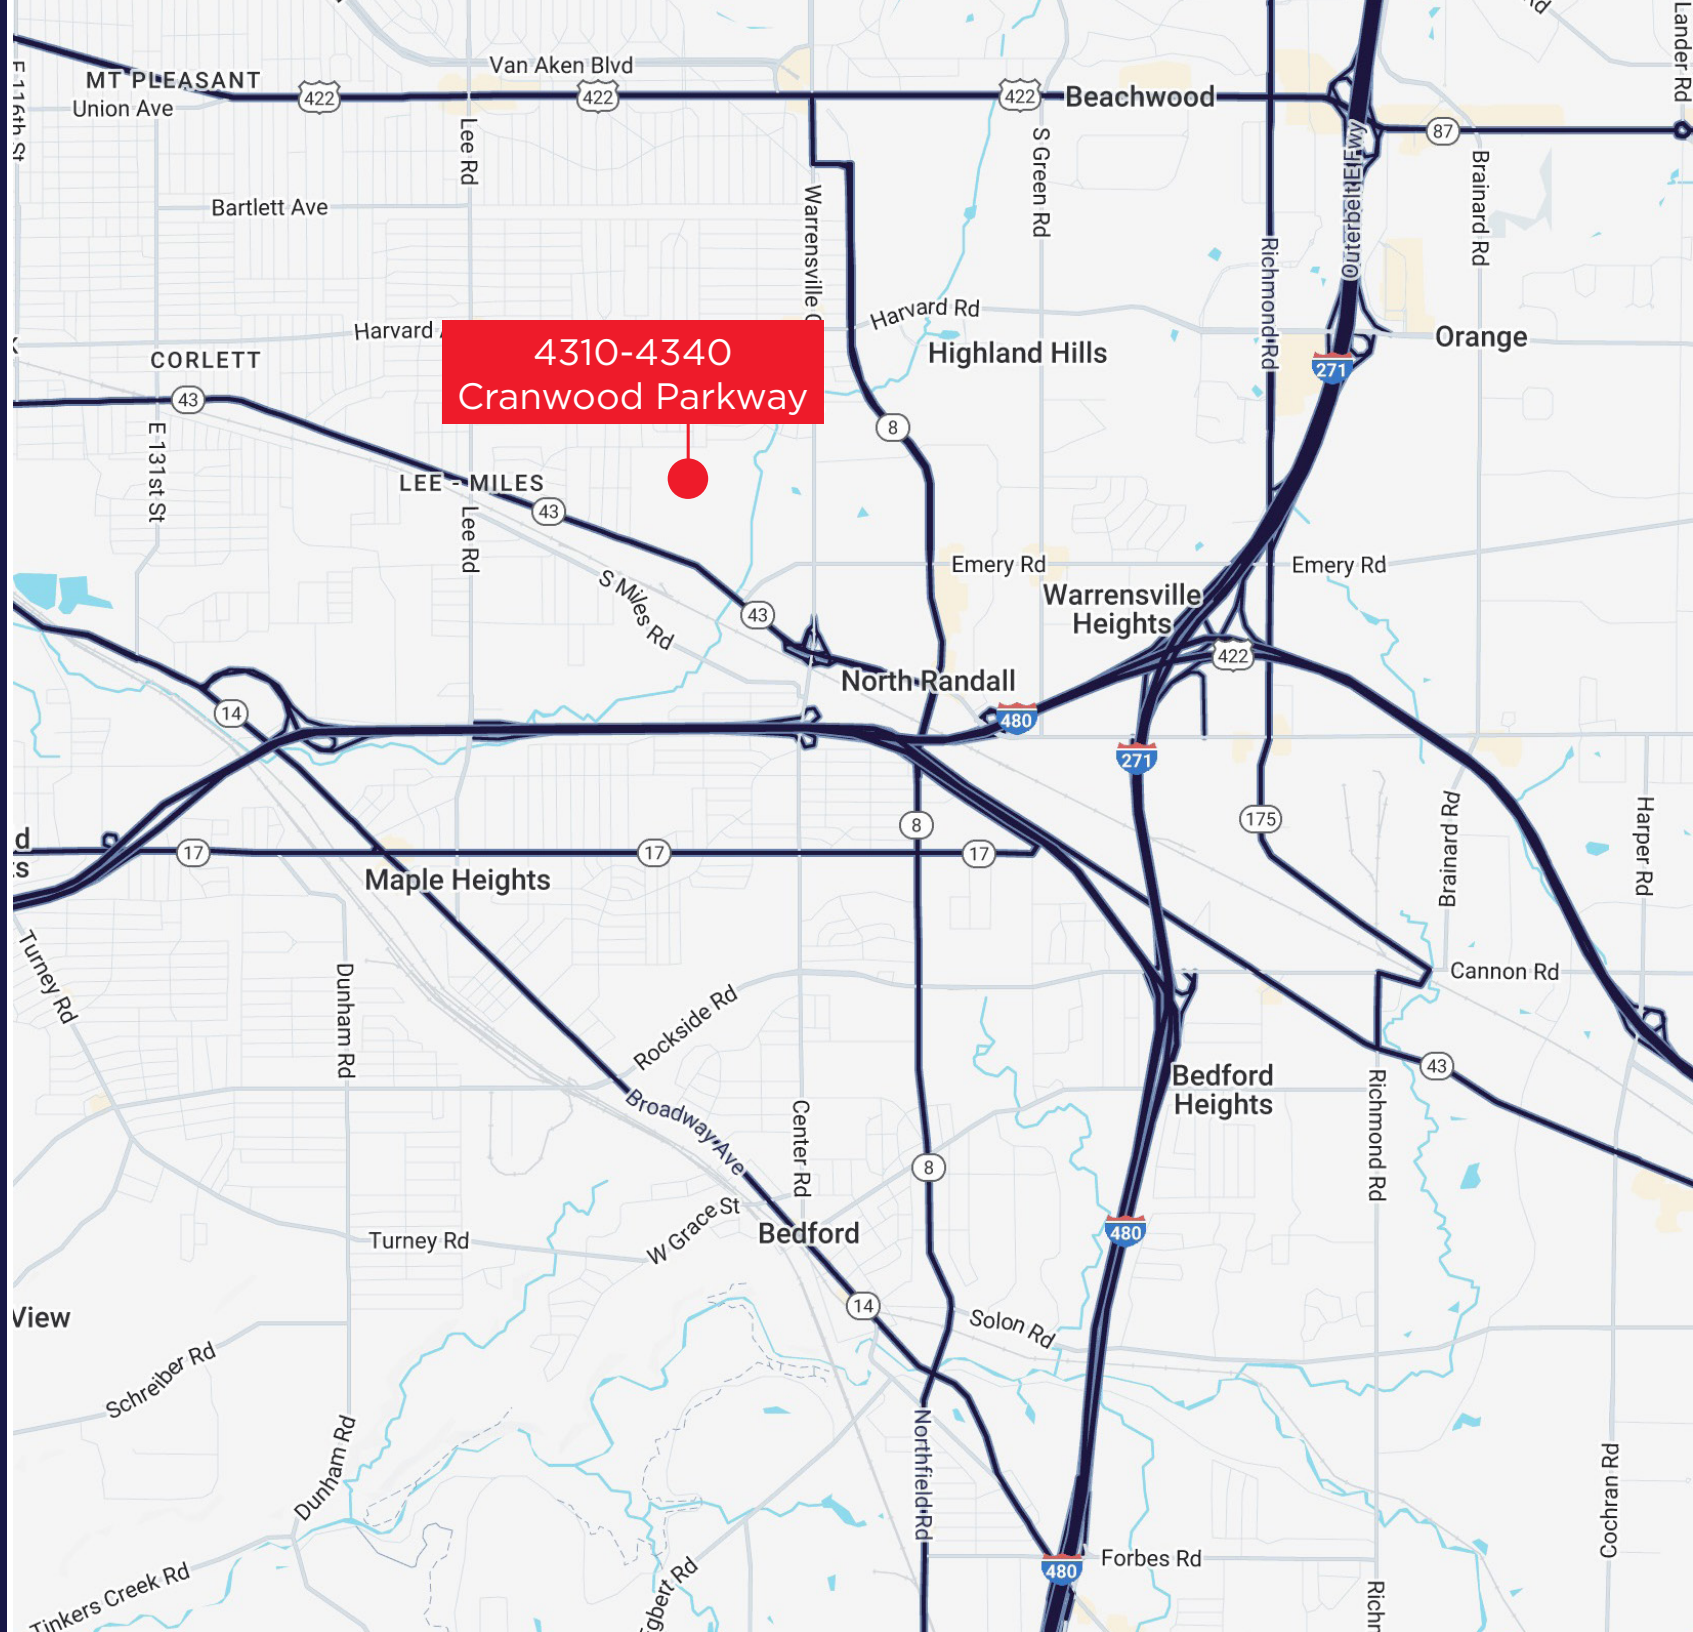 Van Aken Blvd
MT PLEASANT
Union Ave
422
422
422
Beachwood
87
Lander Rd
E 116th St
Lee Rd
S Green Rd
Outerbelt E Fwy
Brainard Rd
Bartlett Ave
Warrensville C
Richmond Rd
Harvard Rd
Harvard
4310-4340
Cranwood Parkway
Highland Hills
Orange
CORLETT
271
43
8
E 131st St
LEE - MILES
43
Lee Rd
Emery Rd
Emery Rd
S Miles Rd
Warrensville
Heights
43
422
North Randall
14
480
271
175
8
Brainard Rd
Harper Rd
d
s
17
17
17
Maple Heights
Turney Rd
Dunham Rd
Cannon Rd
Rockside Rd
43
Bedford
Heights
Broadway Ave
Center Rd
Richmond Rd
8
W Grace St
Turney Rd
Bedford
480
14
View
Solon Rd
Schreiber Rd
Dunham Rd
Northfield Rd
Cochran Rd
Forbes Rd
480
Tinkers Creek Rd
gbert Rd
Richr